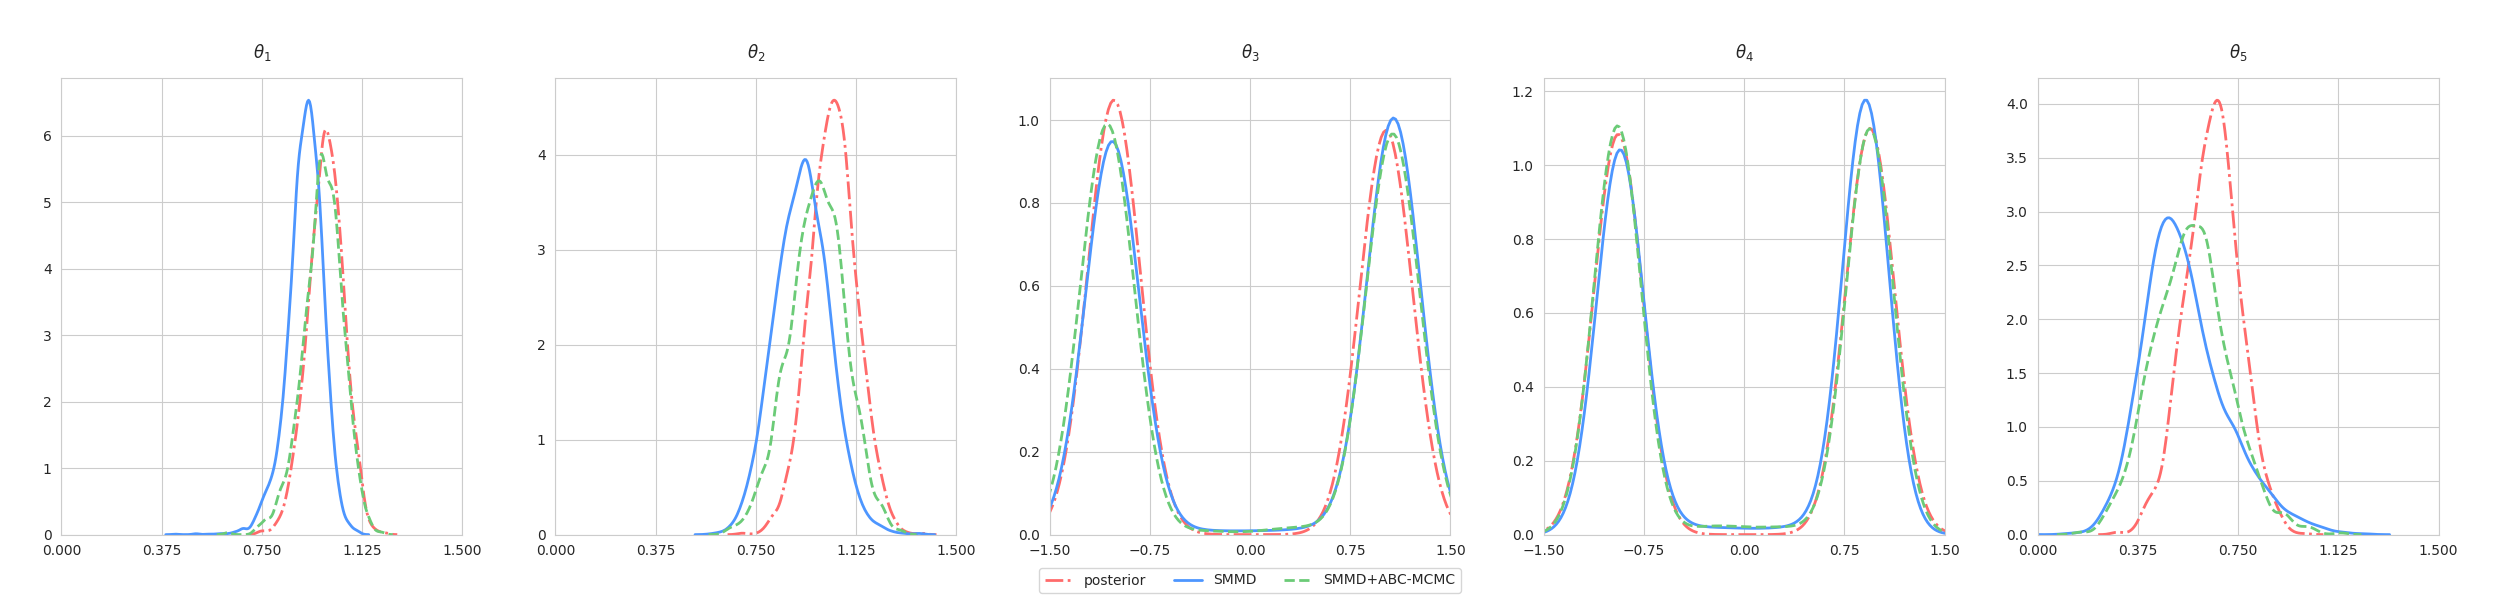 θ₁ θ₂ θ₃ θ₄ θ₅
6 5 4 3 2 1 0
0.000 0.375 0.750 1.125 1.500
4 3 2 1 0
0.000 0.375 0.750 1.125 1.500
1.0 0.8 0.6 0.4 0.2 0.0
−1.50 −0.75 0.00 0.75 1.50
1.2 1.0 0.8 0.6 0.4 0.2 0.0
−1.50 −0.75 0.00 0.75 1.50
4.0 3.5 3.0 2.5 2.0 1.5 1.0 0.5 0.0
0.000 0.375 0.750 1.125 1.500
posterior SMMD SMMD+ABC-MCMC